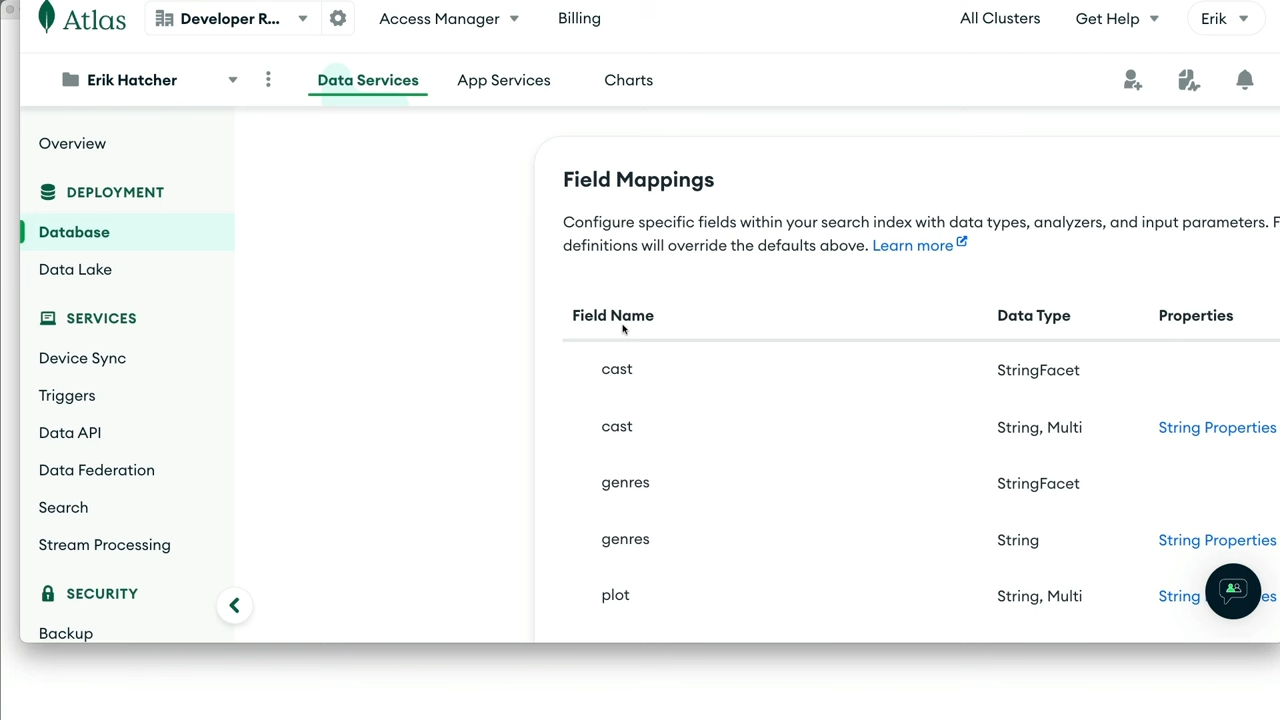 Atlas
Developer R...
Access Manager
Billing
All Clusters
Get Help
Erik
Erik Hatcher
Data Services
App Services
Charts
Overview
DEPLOYMENT
Database
Data Lake
SERVICES
Device Sync
Triggers
Data API
Data Federation
Search
Stream Processing
SECURITY
Backup
Field Mappings
Configure specific fields within your search index with data types, analyzers, and input parameters. F
definitions will override the defaults above. Learn more
Field Name Data Type Properties
cast StringFacet
cast String, Multi String Properties
genres StringFacet
genres String String Properties
plot String, Multi String es